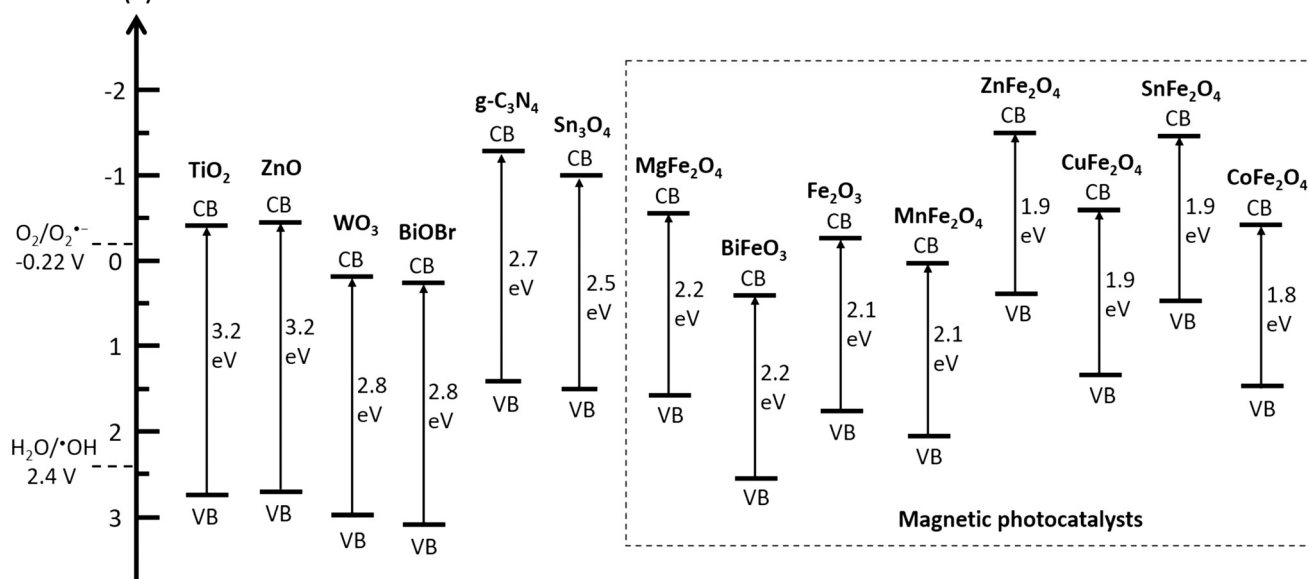 -2
-1
0
1
2
3
O₂/O₂•⁻
-0.22 V
H₂O/•OH
2.4 V
TiO₂
CB
3.2
eV
VB
ZnO
CB
3.2
eV
VB
WO₃
CB
2.8
eV
VB
BiOBr
CB
2.8
eV
VB
g-C₃N₄
CB
2.7
eV
VB
Sn₃O₄
CB
2.5
eV
VB
MgFe₂O₄
CB
2.2
eV
VB
BiFeO₃
CB
2.2
eV
VB
Fe₂O₃
CB
2.1
eV
VB
MnFe₂O₄
CB
2.1
eV
VB
ZnFe₂O₄
CB
1.9
eV
VB
CuFe₂O₄
CB
1.9
eV
VB
SnFe₂O₄
CB
1.9
eV
VB
CoFe₂O₄
CB
1.8
eV
VB
Magnetic photocatalysts